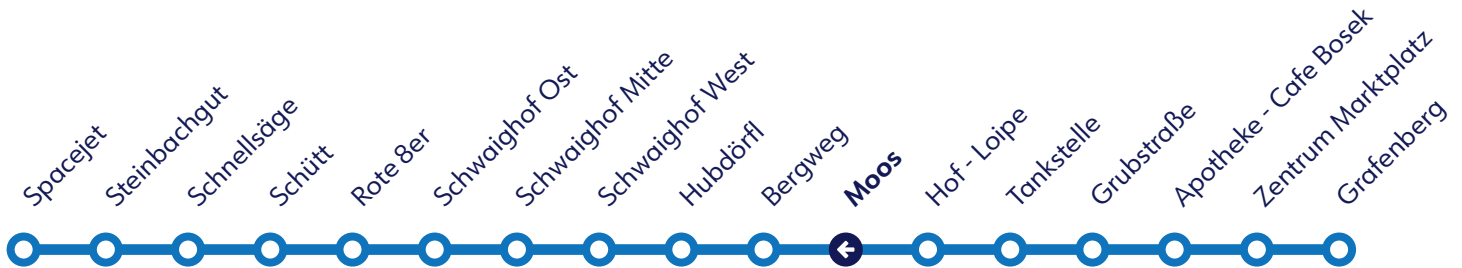 Spacejet
Steinbachgut
Schnellsäge
Schütt
Rote 8er
Schwaighof Ost
Schwaighof Mitte
Schwaighof West
Hubdörfl
Bergweg
Moos
Hof - Loipe
Tankstelle
Grubstraße
Apotheke - Cafe Bosek
Zentrum Marktplatz
Grafenberg